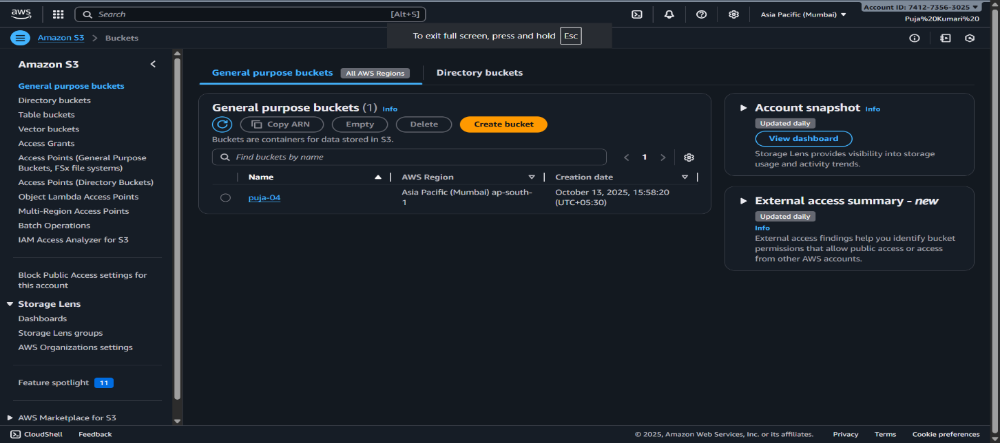 aws
Search
[Alt+S]
Asia Pacific (Mumbai)
Account ID: 7412-7356-3025
Puja%20Kumari%20
To exit full screen, press and hold Esc
Amazon S3 > Buckets
Amazon S3
General purpose buckets
Directory buckets
Table buckets
Vector buckets
Access Grants
Access Points (General Purpose
Buckets, FSx file systems)
Access Points (Directory Buckets)
Object Lambda Access Points
Multi-Region Access Points
Batch Operations
IAM Access Analyzer for S3
Block Public Access settings for
this account
Storage Lens
Dashboards
Storage Lens groups
AWS Organizations settings
Feature spotlight 11
AWS Marketplace for S3
General purpose buckets All AWS Regions
Directory buckets
General purpose buckets (1) Info
Copy ARN
Empty
Delete
Create bucket
Buckets are containers for data stored in S3.
Find buckets by name
1
Name
AWS Region
Creation date
puja-04
Asia Pacific (Mumbai) ap-south-
1
October 13, 2025, 15:58:20
(UTC+05:30)
Account snapshot Info
Updated daily
View dashboard
Storage Lens provides visibility into storage
usage and activity trends.
External access summary - new
Updated daily
Info
External access findings help you identify bucket
permissions that allow public access or access
from other AWS accounts.
CloudShell
Feedback
© 2025, Amazon Web Services, Inc. or its affiliates.
Privacy
Terms
Cookie preferences